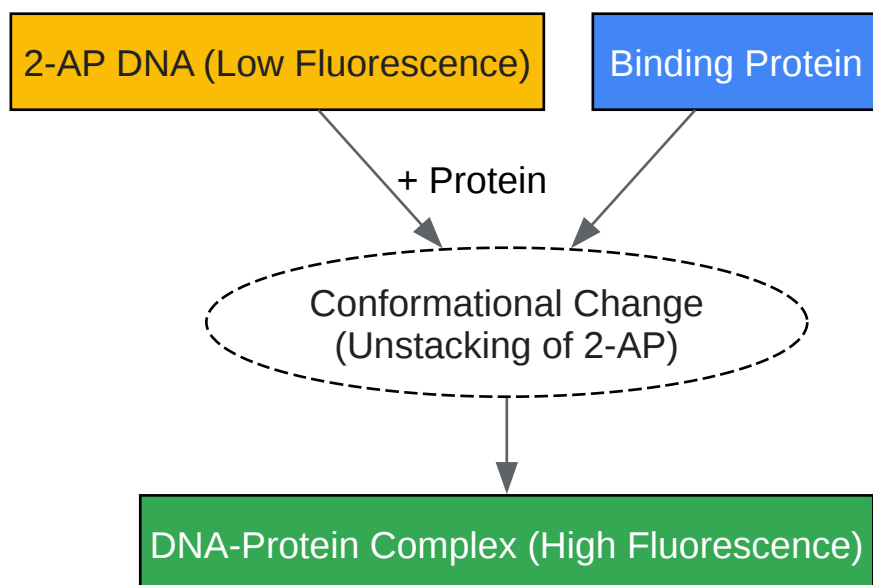 2-AP DNA (Low Fluorescence)
Binding Protein
+ Protein
Conformational Change
(Unstacking of 2-AP)
DNA-Protein Complex (High Fluorescence)